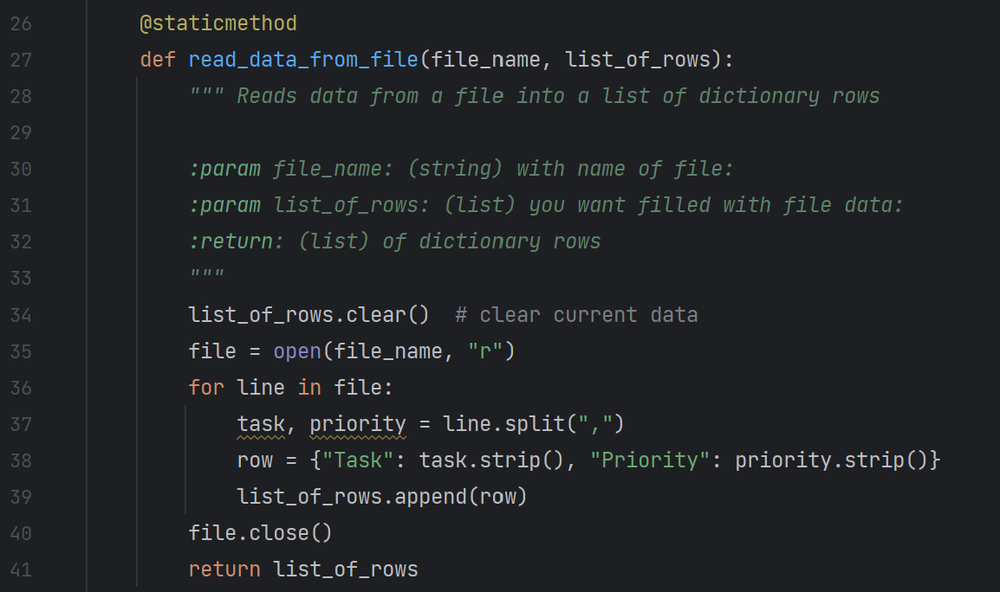 26 @staticmethod
27 def read_data_from_file(file_name, list_of_rows):
28 """ Reads data from a file into a list of dictionary rows
29
30 :param file_name: (string) with name of file:
31 :param list_of_rows: (list) you want filled with file data:
32 :return: (list) of dictionary rows
33 """
34 list_of_rows.clear()  # clear current data
35 file = open(file_name, "r")
36 for line in file:
37 task, priority = line.split(",")
38 row = {"Task": task.strip(), "Priority": priority.strip()}
39 list_of_rows.append(row)
40 file.close()
41 return list_of_rows